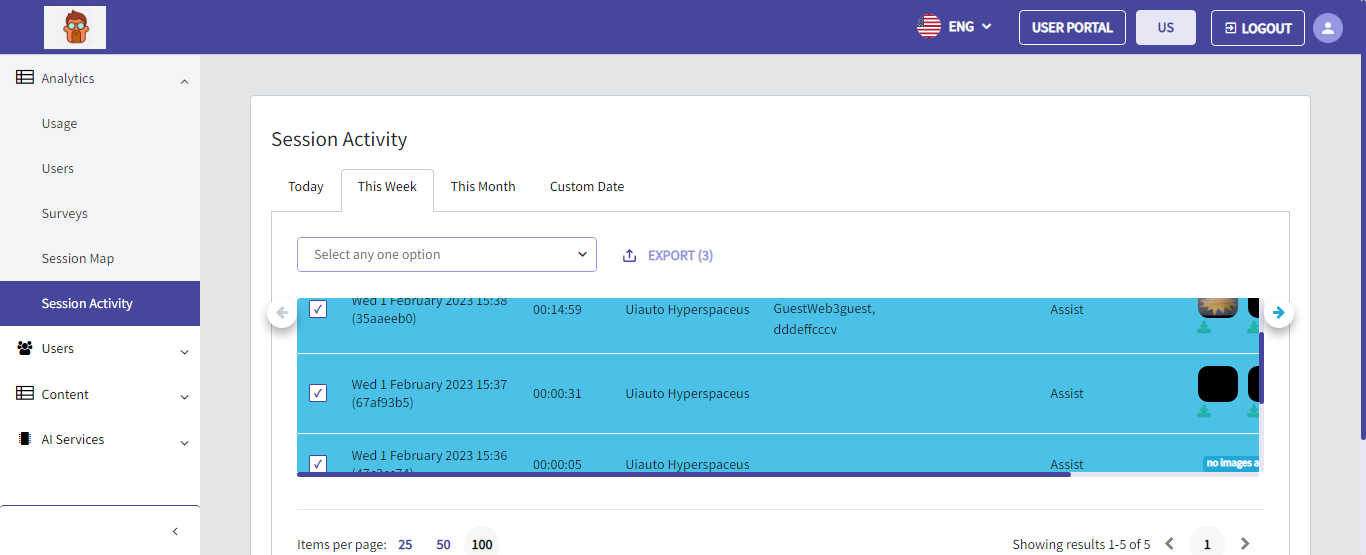 ENG
USER PORTAL
US
LOGOUT
Analytics
Usage
Users
Surveys
Session Map
Session Activity
Users
Content
AI Services
Session Activity
Today
This Week
This Month
Custom Date
Select any one option
EXPORT (3)
Wed 1 February 2023 15:38
(35aaeeb0)
00:14:59
Uiauto Hyperspaceus
GuestWeb3guest,
dddeffcccv
Assist
Wed 1 February 2023 15:37
(67af93b5)
00:00:31
Uiauto Hyperspaceus
Assist
Wed 1 February 2023 15:36
00:00:05
Uiauto Hyperspaceus
Assist
no images a
Items per page: 25 50 100
Showing results 1-5 of 5
1